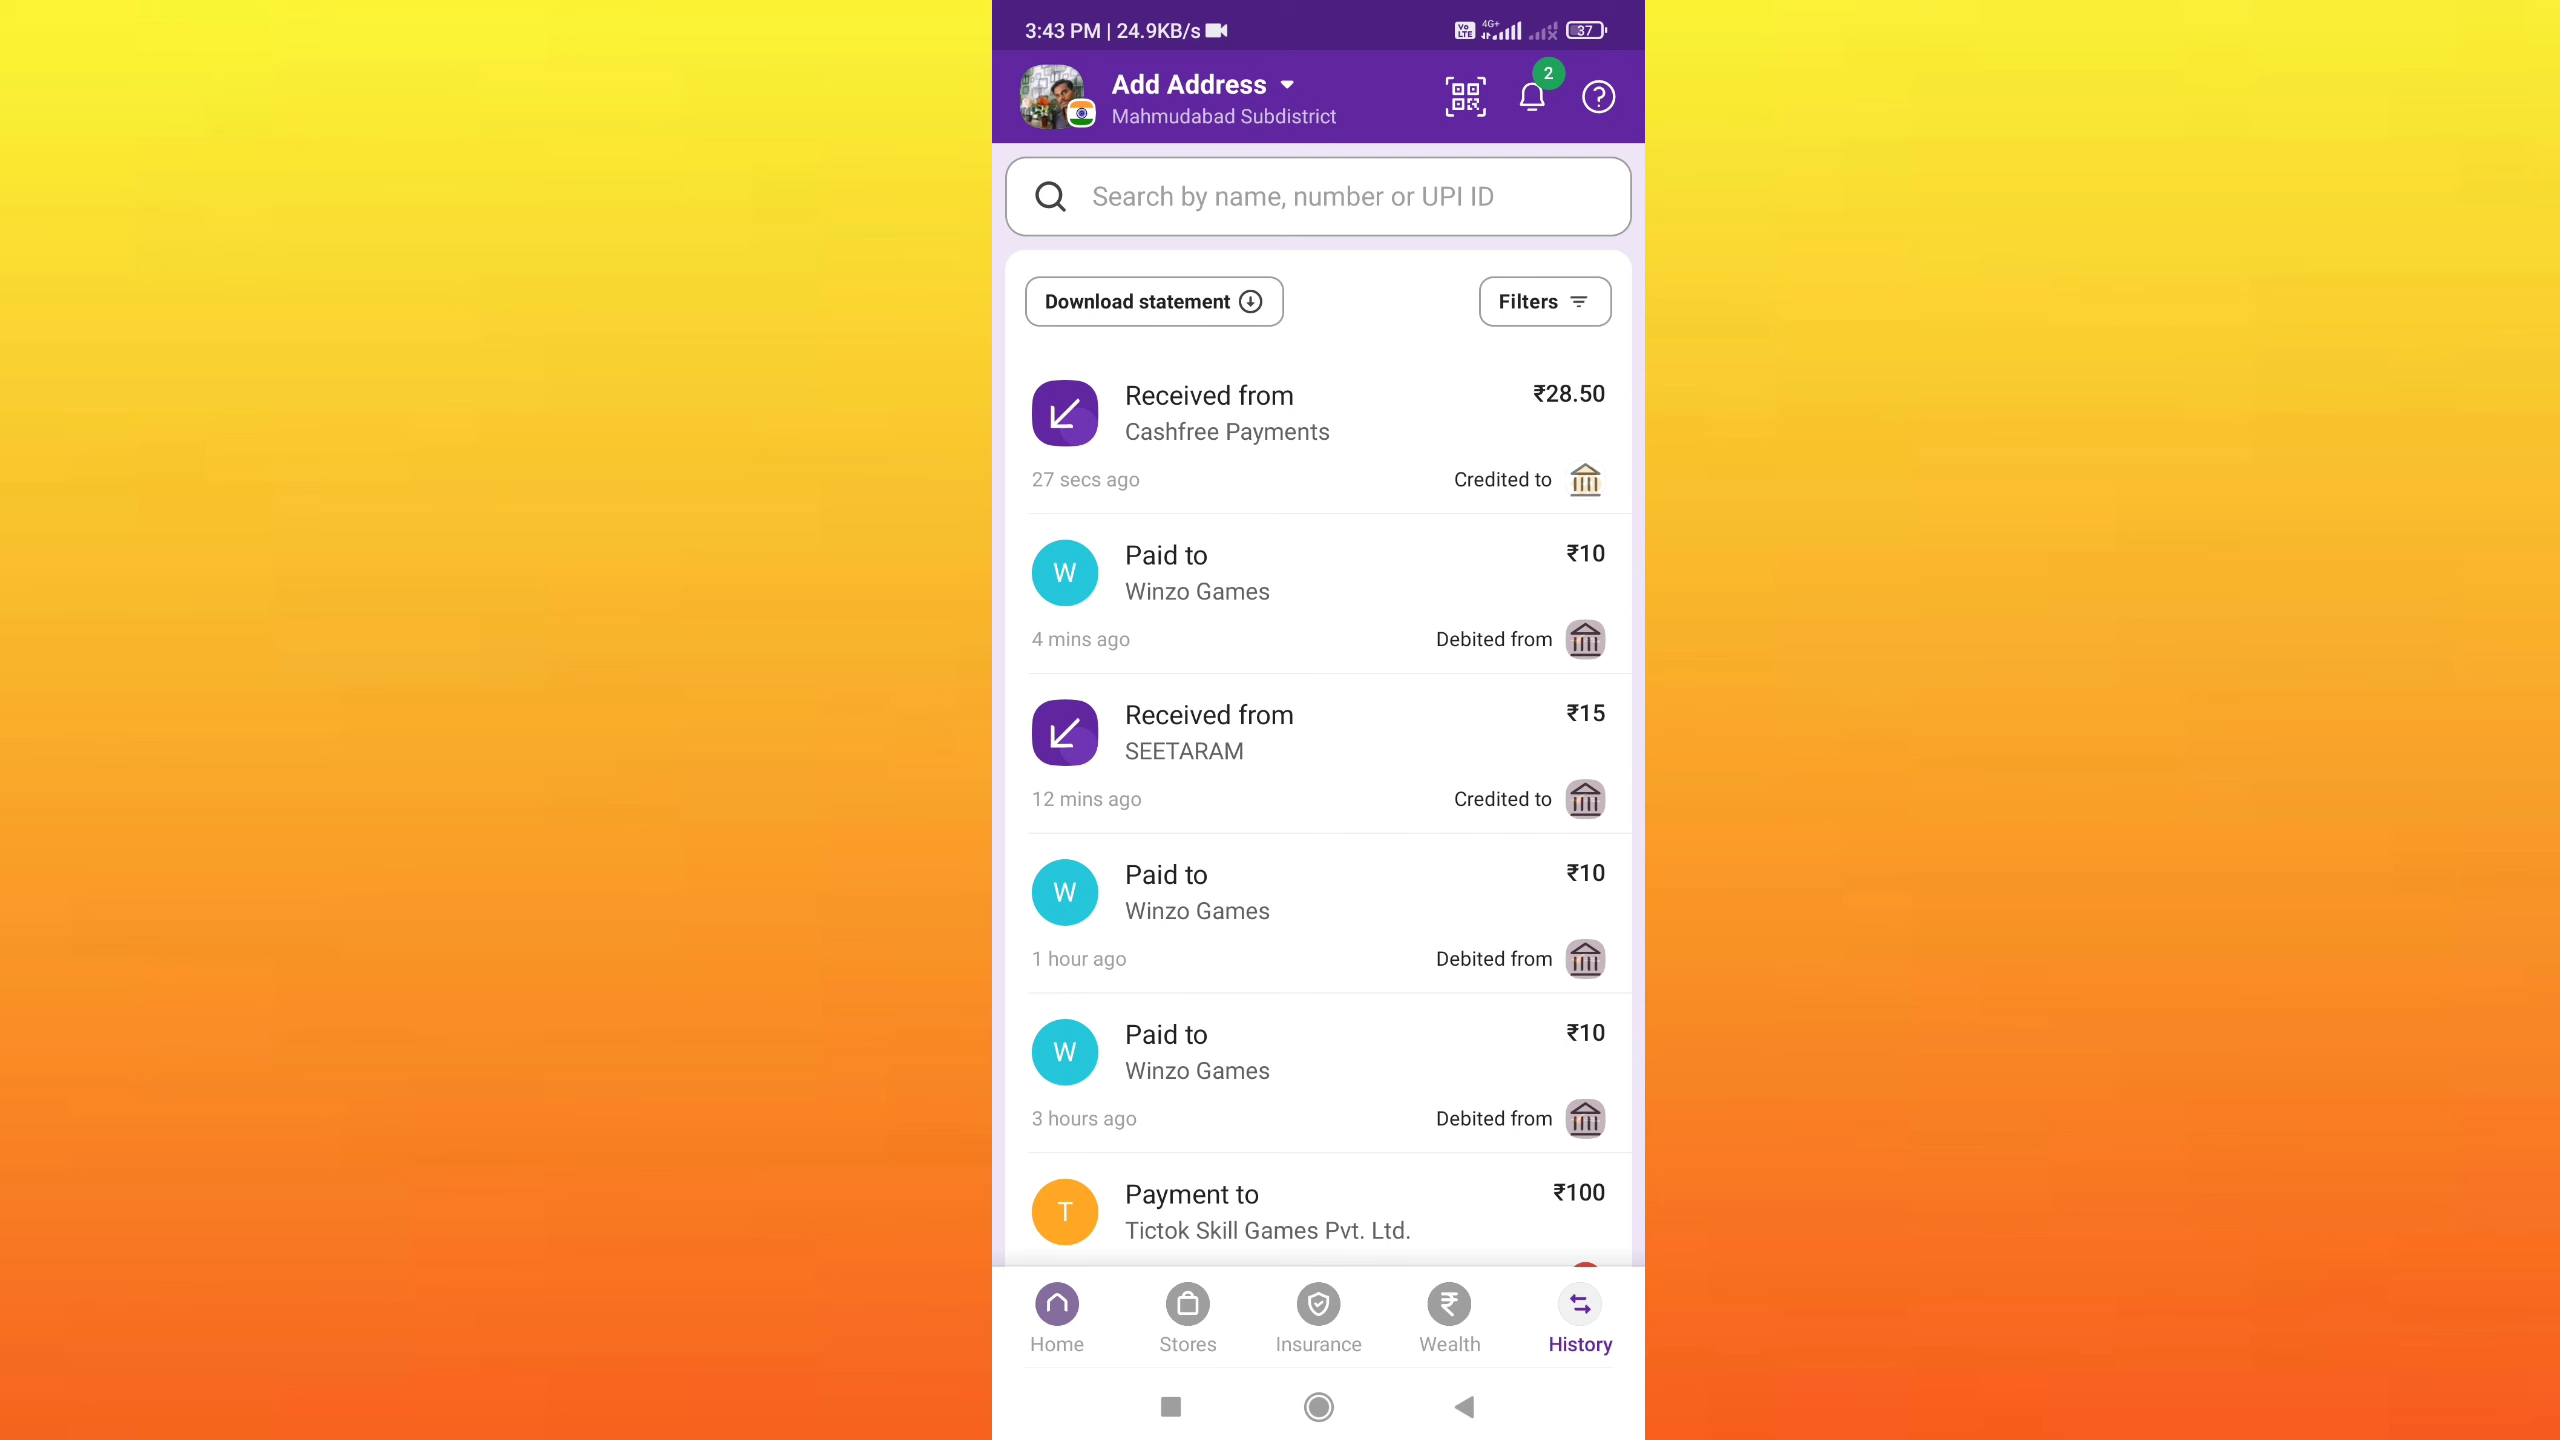 3:43 PM | 24.9KB/s
Vo LTE 4G+ 37
Add Address
Mahmudabad Subdistrict
2
?
Search by name, number or UPI ID
Download statement
Filters
Received from ₹28.50
Cashfree Payments
27 secs ago Credited to
W Paid to ₹10
Winzo Games
4 mins ago Debited from
Received from ₹15
SEETARAM
12 mins ago Credited to
W Paid to ₹10
Winzo Games
1 hour ago Debited from
W Paid to ₹10
Winzo Games
3 hours ago Debited from
T Payment to ₹100
Tictok Skill Games Pvt. Ltd.
₹
Home Stores Insurance Wealth History